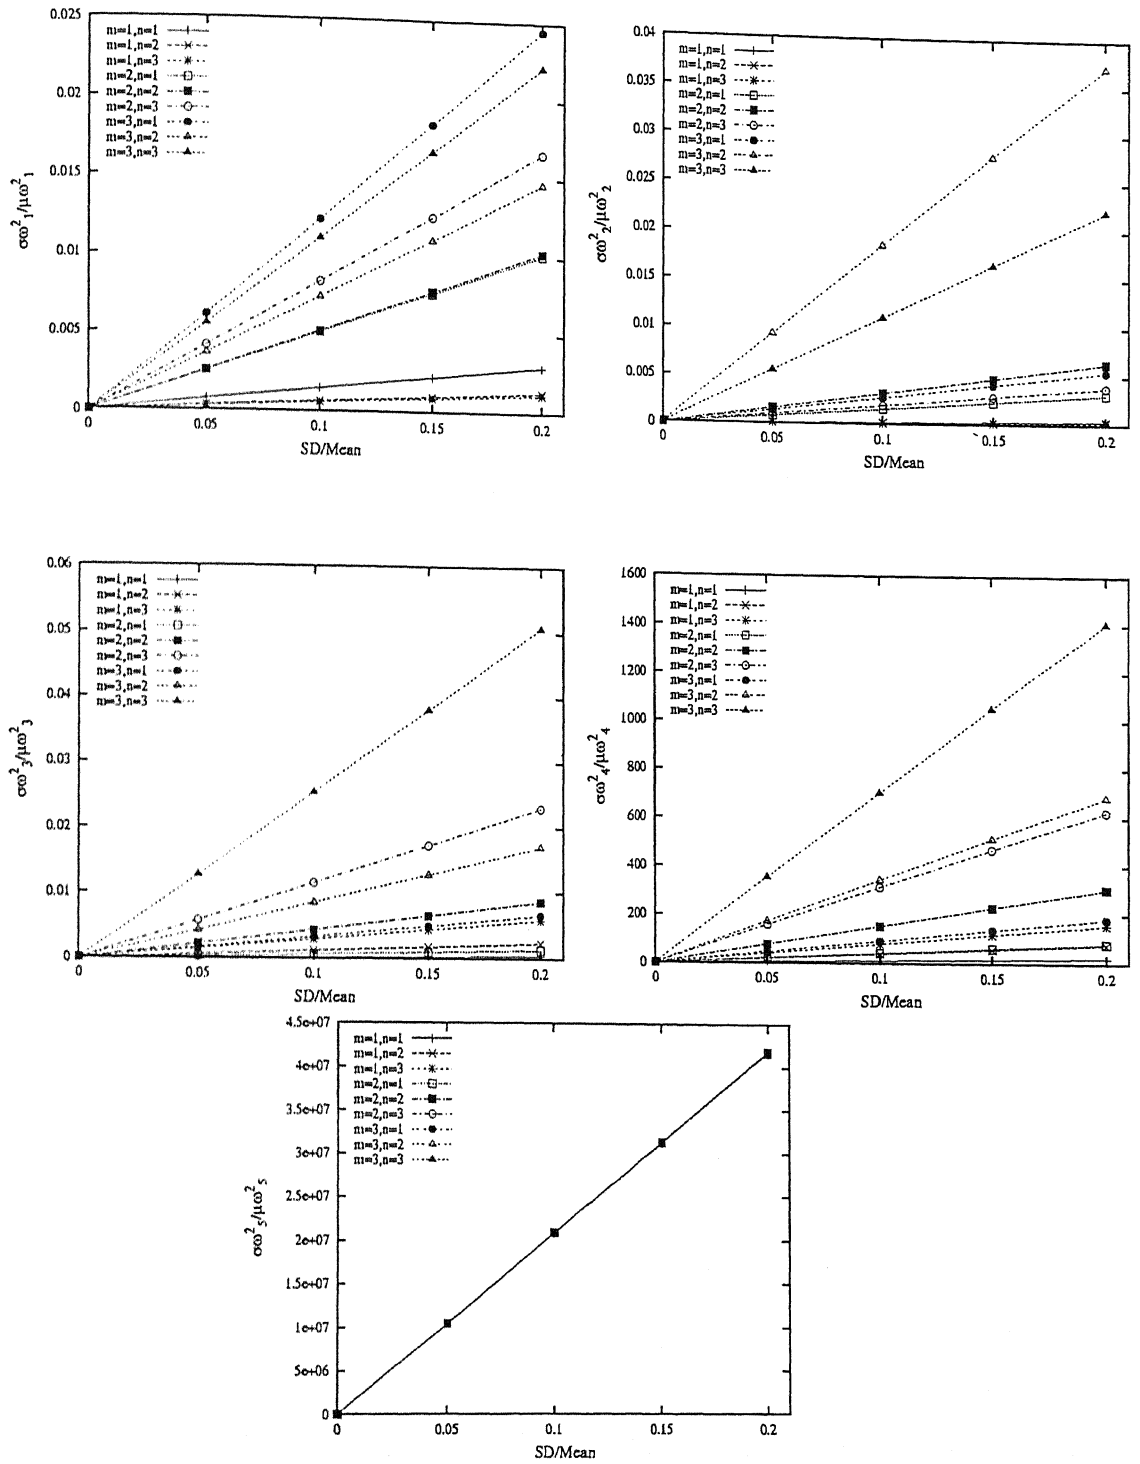 σω²₁/μω²₁
0.025
0.02
0.015
0.01
0.005
0
m=1,n=1
m=1,n=2
m=1,n=3
m=2,n=1
m=2,n=2
m=2,n=3
m=3,n=1
m=3,n=2
m=3,n=3
0 0.05 0.1 0.15 0.2
SD/Mean
σω²₂/μω²₂
0.04
0.035
0.03
0.025
0.02
0.015
0.01
0.005
0
m=1,n=1
m=1,n=2
m=1,n=3
m=2,n=1
m=2,n=2
m=2,n=3
m=3,n=1
m=3,n=2
m=3,n=3
0 0.05 0.1 0.15 0.2
SD/Mean
σω²₃/μω²₃
0.06
0.05
0.04
0.03
0.02
0.01
0
m=1,n=1
m=1,n=2
m=1,n=3
m=2,n=1
m=2,n=2
m=2,n=3
m=3,n=1
m=3,n=2
m=3,n=3
0 0.05 0.1 0.15 0.2
SD/Mean
σω²₄/μω²₄
1600
1400
1200
1000
800
600
400
200
0
m=1,n=1
m=1,n=2
m=1,n=3
m=2,n=1
m=2,n=2
m=2,n=3
m=3,n=1
m=3,n=2
m=3,n=3
0 0.05 0.1 0.15 0.2
SD/Mean
σω²₅/μω²₅
4.5e+07
4e+07
3.5e+07
3e+07
2.5e+07
2e+07
1.5e+07
1e+07
5e+06
0
m=1,n=1
m=1,n=2
m=1,n=3
m=2,n=1
m=2,n=2
m=2,n=3
m=3,n=1
m=3,n=2
m=3,n=3
0 0.05 0.1 0.15 0.2
SD/Mean